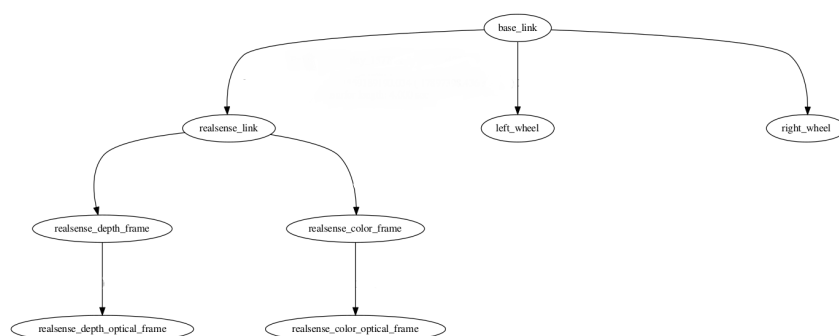 base_link
realsense_link
left_wheel
right_wheel
realsense_depth_frame
realsense_color_frame
realsense_depth_optical_frame
realsense_color_optical_frame